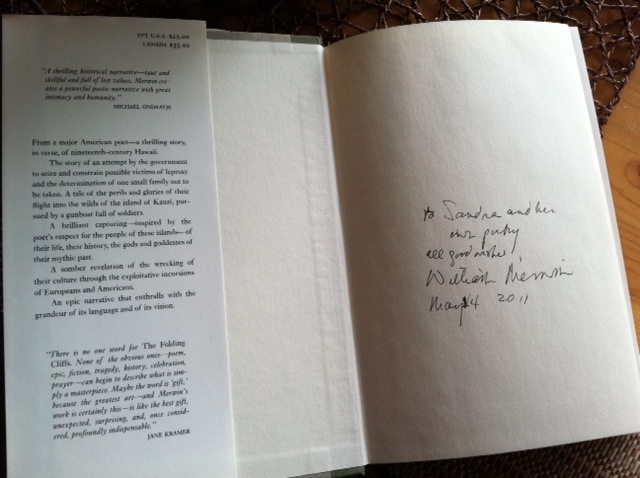 FPT U.S.A. $25.00
CANADA $35.00
"A thrilling historical narrative—taut and
skillful and full of lost values. Merwin cre-
ates a powerful poetic narrative with great
intimacy and humanity."
MICHAEL ONDAATJE
From a major American poet—a thrilling story,
in verse, of nineteenth-century Hawaii.
The story of an attempt by the government
to seize and constrain possible victims of leprosy
and the determination of one small family not to
be taken. A tale of the perils and glories of their
flight into the wilds of the island of Kauai, pur-
sued by a gunboat full of soldiers.
A brilliant capturing—inspired by the
poet's respect for the people of these islands—of
their life, their history, the gods and goddesses of
their mythic past.
A somber revelation of the wrecking of
their culture through the exploitative incursions
of Europeans and Americans.
An epic narrative that enthralls with the
grandeur of its language and of its vision.
"There is no one word for The Folding
Cliffs. None of the obvious ones—poem,
epic, fiction, tragedy, history, celebration,
prayer—can begin to describe what is sim-
ply a masterpiece. Maybe the word is 'gift,'
because the greatest art—and Merwin's
work is certainly this—is like the best gift,
unexpected, surprising, and, once consid-
ered, profoundly indispensable."
JANE KRAMER
to Sandra and her
own poetry
all good wishes
William Merwin
May 4 2011